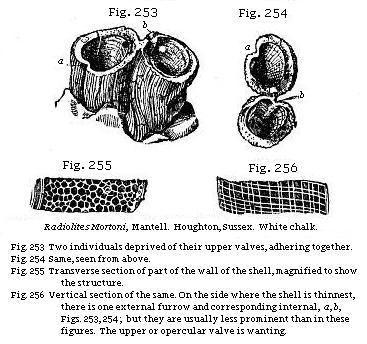 Fig. 253
Fig. 254
b
a
a
b
Fig. 255
Fig. 256
Radiolites Mortoni, Mantell. Houghton, Sussex. White chalk.
Fig. 253 Two individuals deprived of their upper valves, adhering together.
Fig. 254 Same, seen from above.
Fig. 255 Transverse section of part of the wall of the shell, magnified to show
the structure.
Fig. 256 Vertical section of the same. On the side where the shell is thinnest,
there is one external furrow and corresponding internal, a, b,
Figs. 253, 254; but they are usually less prominent than in these
figures. The upper or opercular valve is wanting.